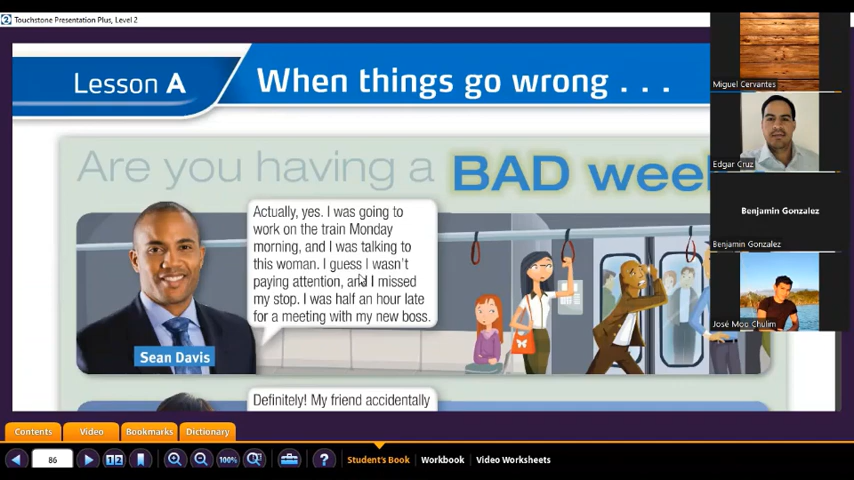 Touchstone Presentation Plus, Level 2
Lesson A
When things go wrong . . .
Are you having a BAD wee
Actually, yes. I was going to
work on the train Monday
morning, and I was talking to
this woman. I guess I wasn't
paying attention, and I missed
my stop. I was half an hour late
for a meeting with my new boss.
Sean Davis
Definitely! My friend accidentally
Miguel Cervantes
Edgar Cruz
Benjamin Gonzalez
Benjamin Gonzalez
José Moo Chulim
Contents Video Bookmarks Dictionary
86 1 2 100% ? Student's Book Workbook Video Worksheets